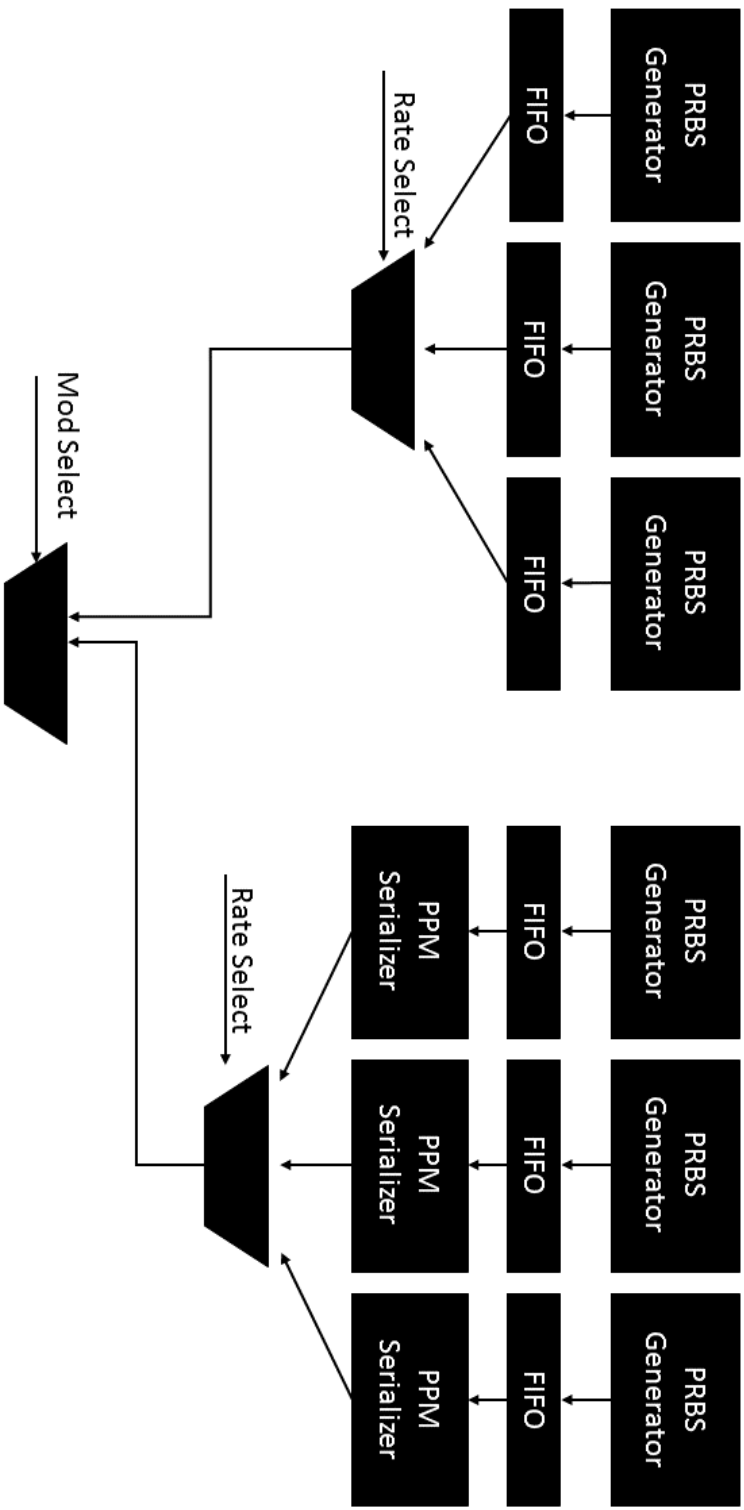 PRBS
Generator
PRBS
Generator
PRBS
Generator
PRBS
Generator
PRBS
Generator
PRBS
Generator
FIFO
FIFO
FIFO
FIFO
FIFO
FIFO
PPM
Serializer
PPM
Serializer
PPM
Serializer
Rate Select
Rate Select
Mod Select